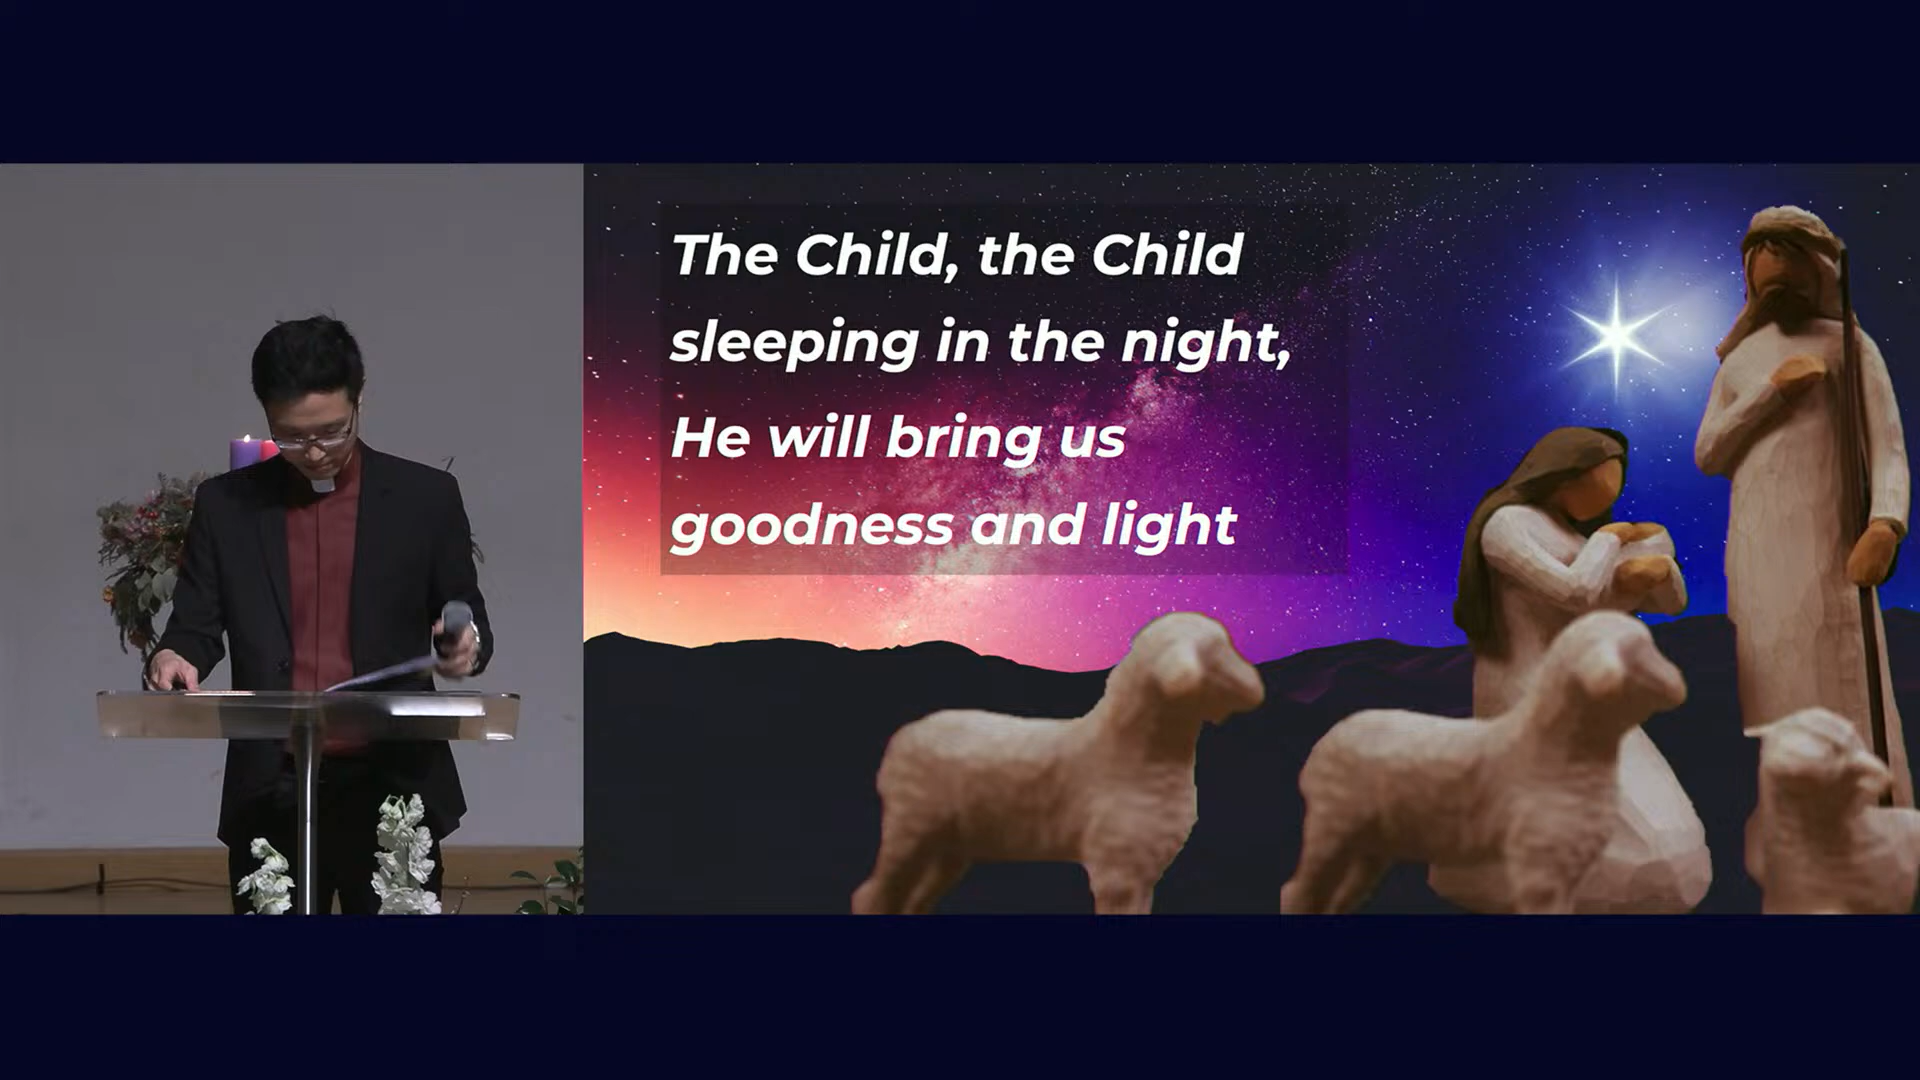 The Child, the Child
sleeping in the night,
He will bring us
goodness and light